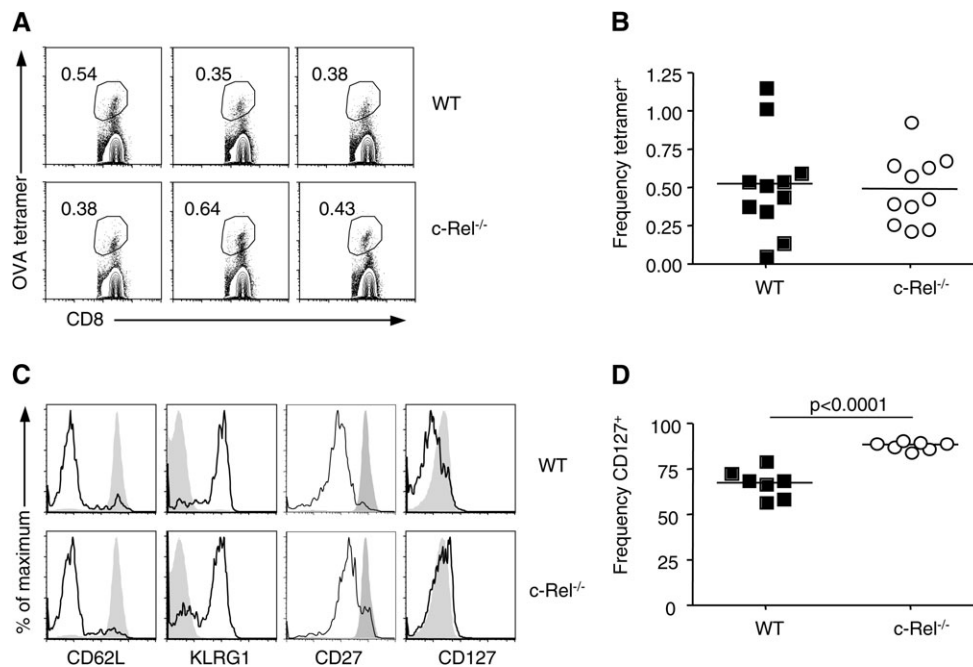 A
OVA tetramer
0.54
0.35
0.38
WT
0.38
0.64
0.43
c-Rel-/-
CD8
B
Frequency tetramer+
1.25
1.00
0.75
0.50
0.25
0.00
WT
c-Rel-/-
C
% of maximum
WT
c-Rel-/-
CD62L
KLRG1
CD27
CD127
D
Frequency CD127+
p<0.0001
100
75
50
25
0
WT
c-Rel-/-